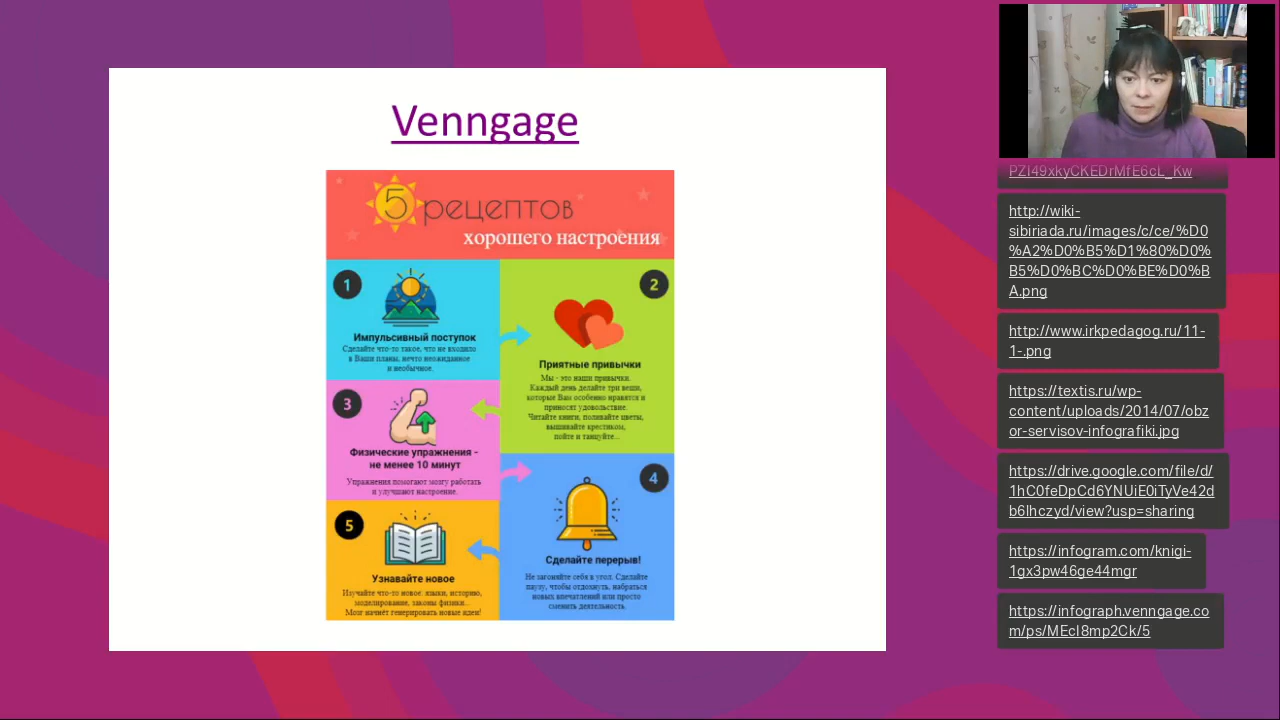 Venngage
5 рецептов
хорошего настроения
1
Импульсивный поступок
Сделайте что-то такое, что не входило
в Ваши планы, нечто неожиданное
и необычное.
2
Приятные привычки
Мы - это наши привычки.
Каждый день делайте три вещи,
которые Вам особенно нравятся и
приносят удовольствие.
Читайте книги, поливайте цветы,
вышивайте крестиком,
пойте и танцуйте...
3
Физические упражнения -
не менее 10 минут
Упражнения помогают мозгу работать
и улучшают настроение.
4
Сделайте перерыв!
Не загоняйте себя в угол. Сделайте
паузу, чтобы отдохнуть, набраться
новых впечатлений или просто
сменить деятельность.
5
Узнавайте новое
Изучайте что-то новое: языки, историю,
моделирование, законы физики...
Мозг начнёт генерировать новые идеи!
PZI49xkyCKEDrMfE6cL_Kw
http://wiki-
sibiriada.ru/images/c/ce/%D0
%A2%D0%B5%D1%80%D0%
B5%D0%BC%D0%BE%D0%B
A.png
http://www.irkpedagog.ru/11-
1-.png
https://textis.ru/wp-
content/uploads/2014/07/obz
or-servisov-infografiki.jpg
https://drive.google.com/file/d/
1hC0feDpCd6YNUiE0iTyVe42d
b6lhczyd/view?usp=sharing
https://infogram.com/knigi-
1gx3pw46ge44mgr
https://infograph.venngage.co
m/ps/MEcI8mp2Ck/5